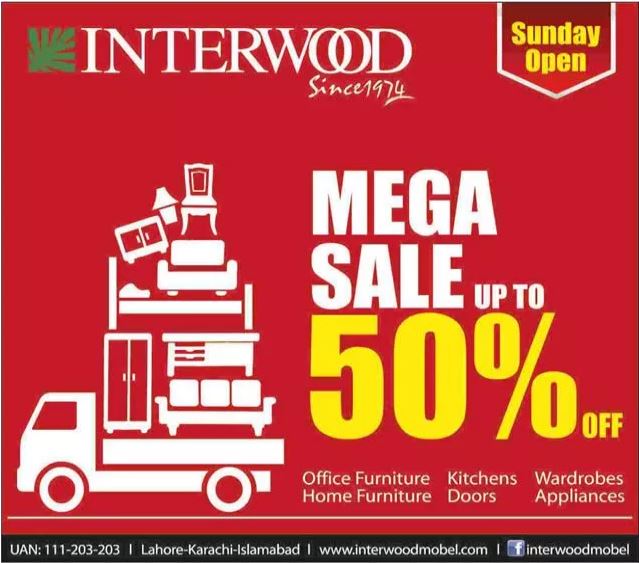 INTERWOOD
Since1974
Sunday
Open
MEGA
SALE UP TO
50% OFF
Office Furniture Kitchens Wardrobes
Home Furniture Doors Appliances
UAN: 111-203-203 I Lahore-Karachi-Islamabad I www.interwoodmobel.com I f interwoodmobel